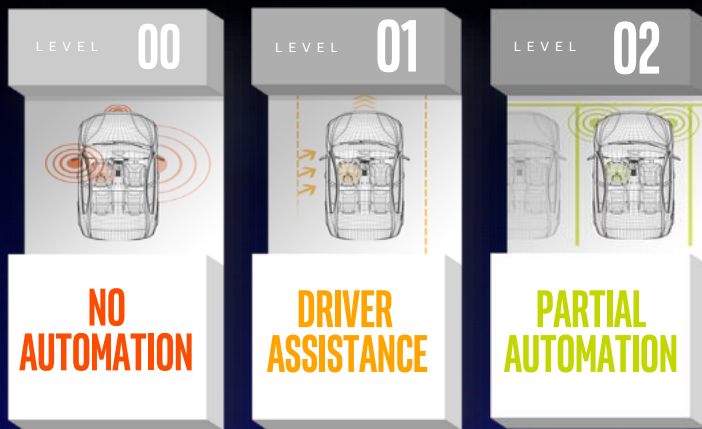 LEVEL 00
NO
AUTOMATION
LEVEL 01
DRIVER
ASSISTANCE
LEVEL 02
PARTIAL
AUTOMATION